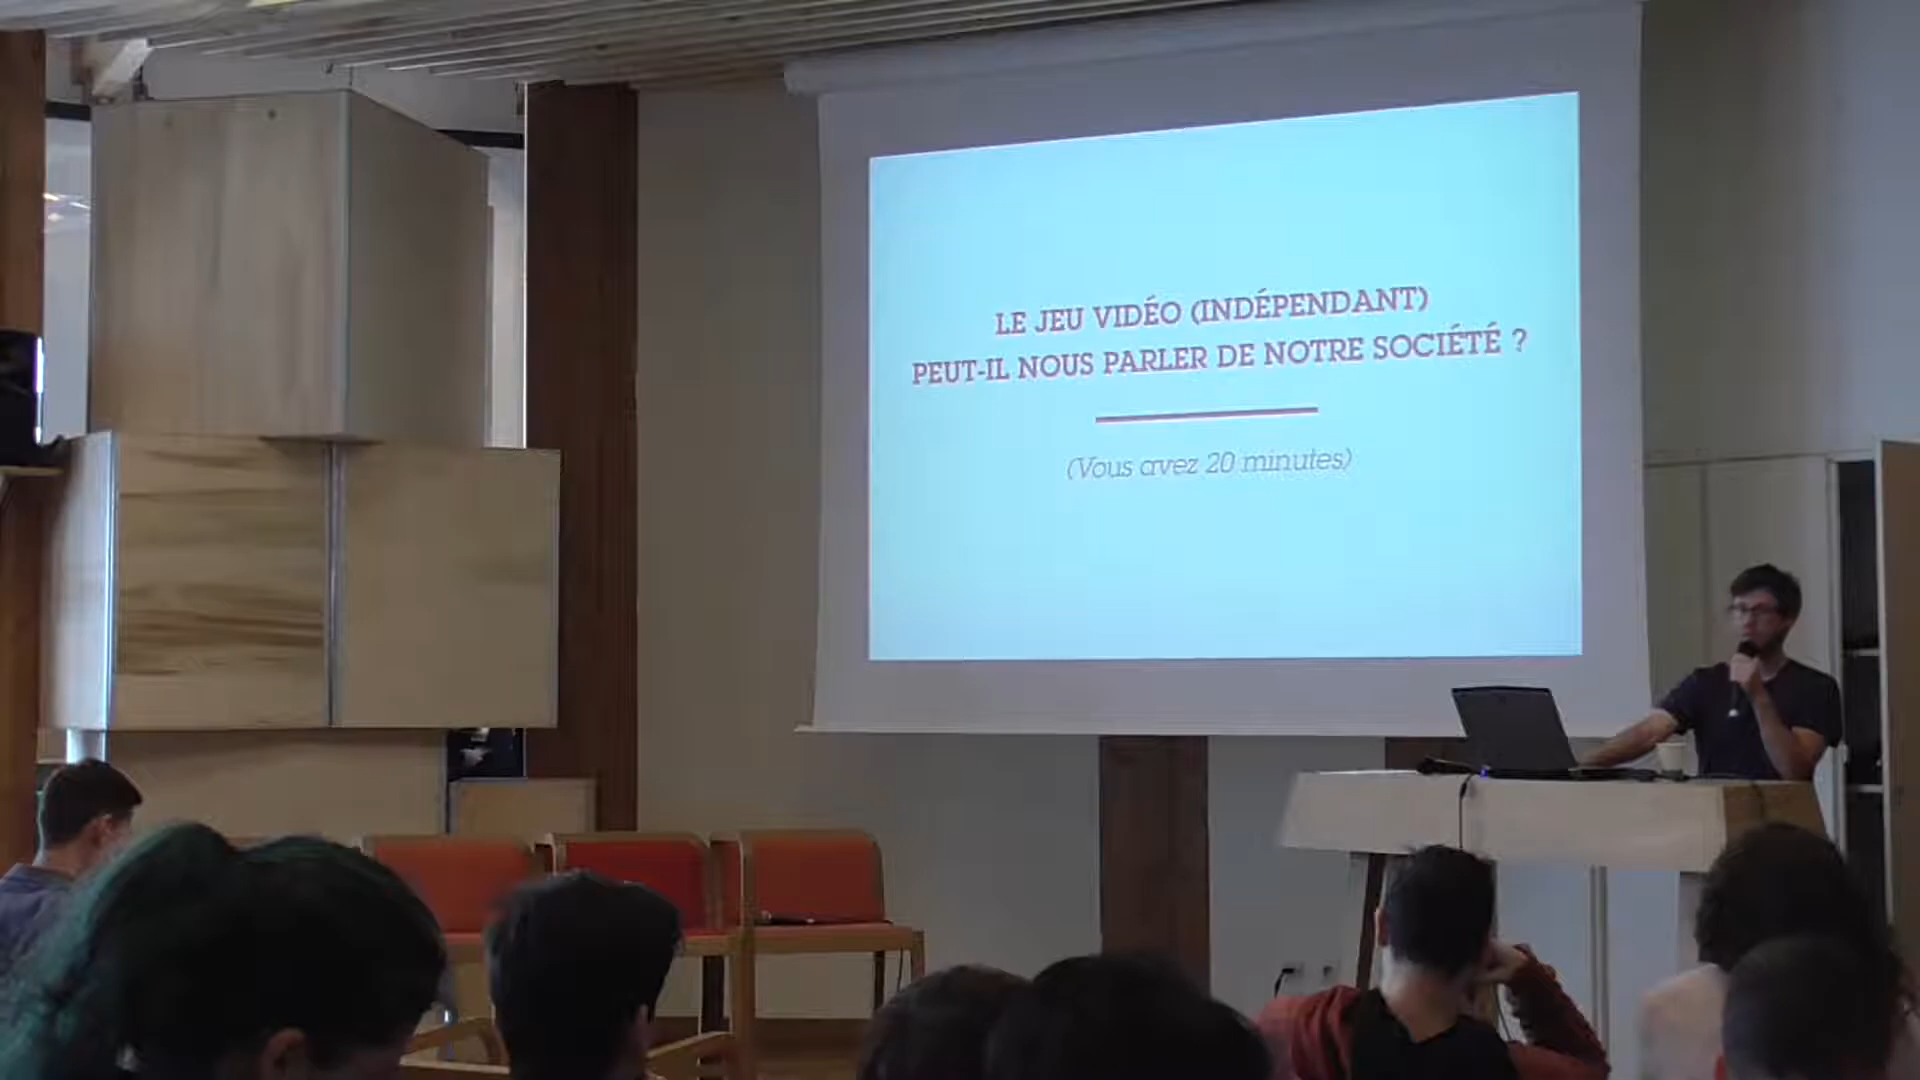 LE JEU VIDÉO (INDÉPENDANT)
PEUT-IL NOUS PARLER DE NOTRE SOCIÉTÉ ?
(Vous avez 20 minutes)